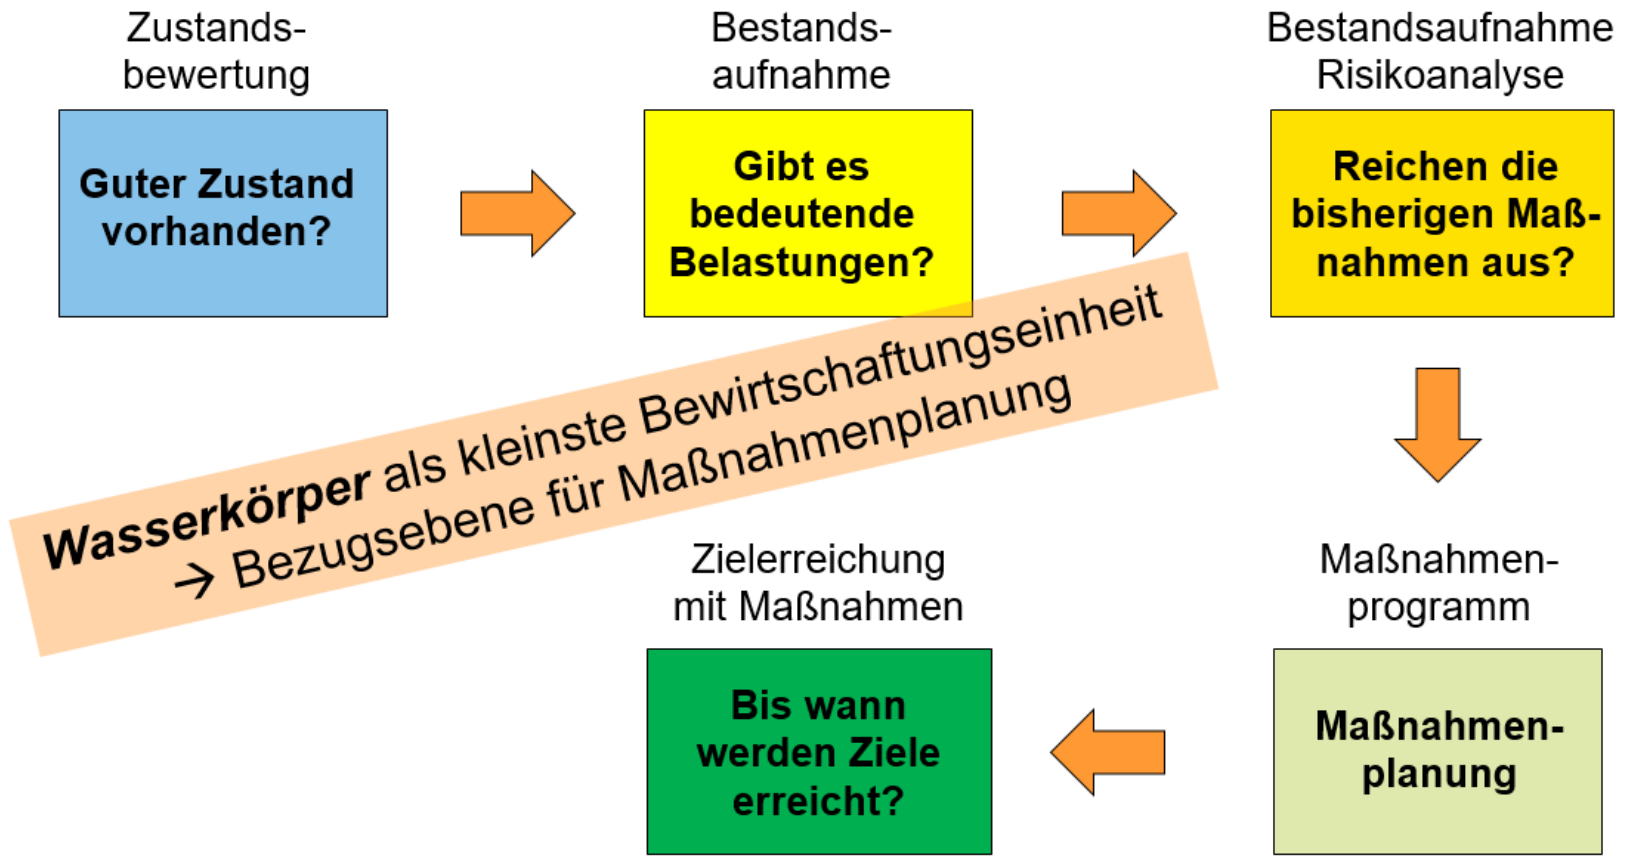 Zustands-
bewertung
Guter Zustand
vorhanden?
Bestands-
aufnahme
Gibt es
bedeutende
Belastungen?
Bestandsaufnahme
Risikoanalyse
Reichen die
bisherigen Maß-
nahmen aus?
Wasserkörper als kleinste Bewirtschaftungseinheit
→ Bezugsebene für Maßnahmenplanung
Maßnahmen-
programm
Maßnahmen-
planung
Zielerreichung
mit Maßnahmen
Bis wann
werden Ziele
erreicht?